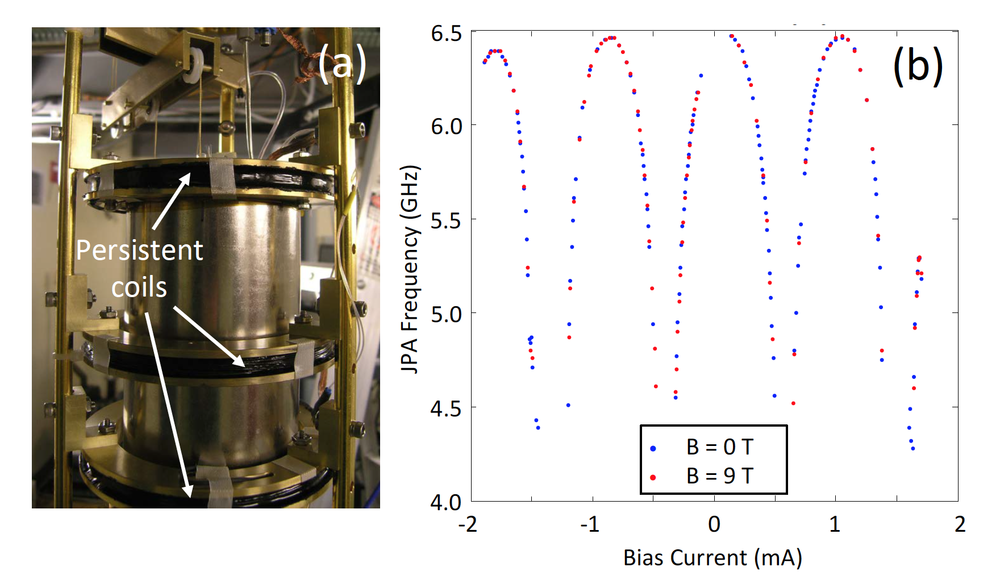 (a)
Persistent
coils
(b)
JPA Frequency (GHz)
6.5
6.0
5.5
5.0
4.5
4.0
B = 0 T
B = 9 T
-2
-1
0
1
2
Bias Current (mA)